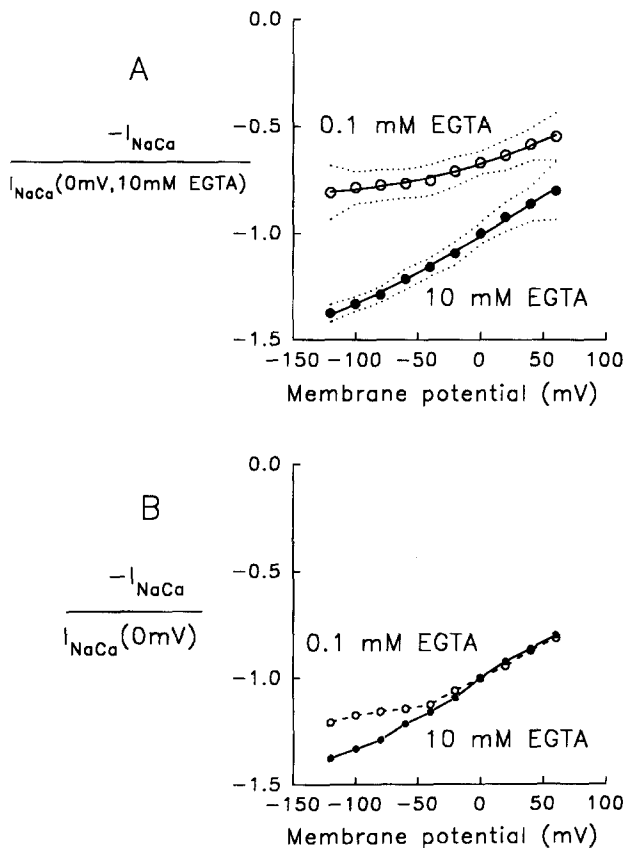 A
-I_NaCa
I_NaCa(0mV,10mM EGTA)
0.0
-0.5
-1.0
-1.5
0.1 mM EGTA
10 mM EGTA
-150 -100 -50 0 50 100
Membrane potential (mV)
B
-I_NaCa
I_NaCa(0mV)
0.0
-0.5
-1.0
-1.5
0.1 mM EGTA
10 mM EGTA
-150 -100 -50 0 50 100
Membrane potential (mV)